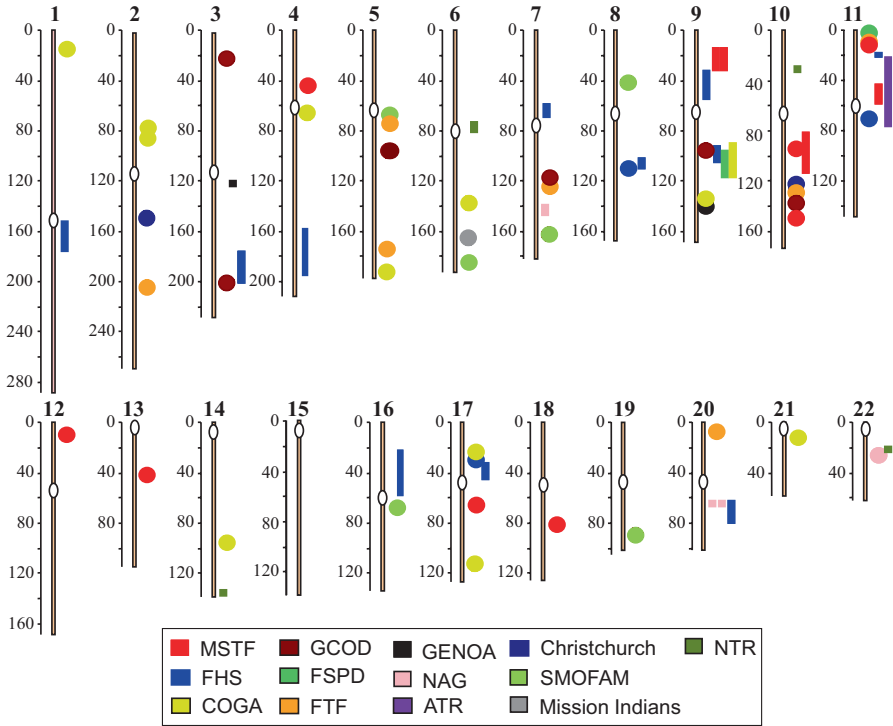 1 2 3 4 5 6 7 8 9 10 11
0 0 0 0 0 0 0 0 0 0 0
40 40 40 40 40 40 40 40 40 40 40
80 80 80 80 80 80 80 80 80 80 80
120 120 120 120 120 120 120 120 120 120 120
160 160 160 160 160 160 160
200 200 200 200
240 240
280
12 13 14 15 16 17 18 19 20 21 22
0 0 0 0 0 0 0 0 0 0 0
40 40 40 40 40 40 40 40 40 40 40
80 80 80 80 80 80 80 80 80
120 120 120 120 120 120
160
MSTF GCOD GENOA Christchurch NTR
FHS FSPD NAG SMOFAM
COGA FTF ATR Mission Indians